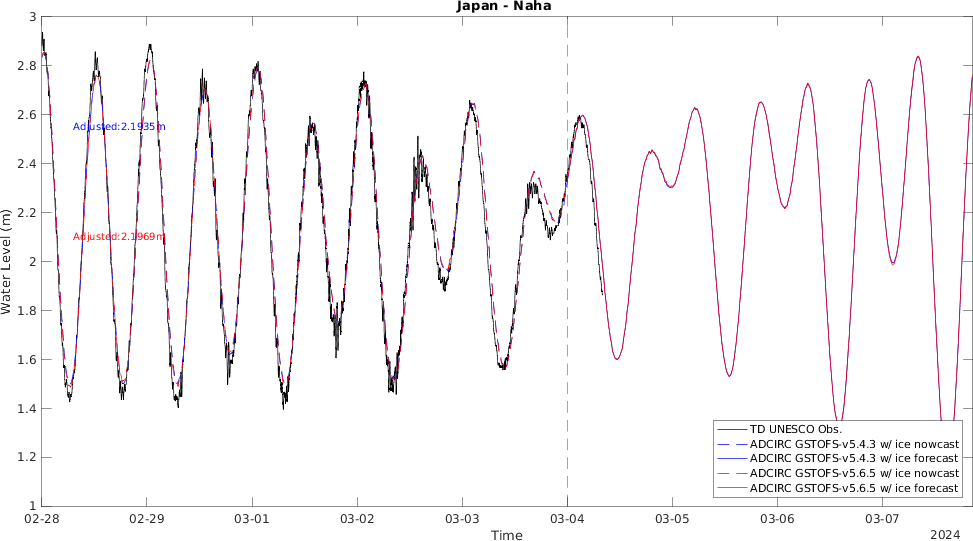 Japan - Naha
3
2.8
2.6
2.4
2.2
2
1.8
1.6
1.4
1.2
1
Water Level (m)
Adjusted:2.1935m
Adjusted:2.1969m
TD UNESCO Obs.
ADCIRC GSTOFS-v5.4.3 w/ ice nowcast
ADCIRC GSTOFS-v5.4.3 w/ ice forecast
ADCIRC GSTOFS-v5.6.5 w/ ice nowcast
ADCIRC GSTOFS-v5.6.5 w/ ice forecast
02-28 02-29 03-01 03-02 03-03 03-04 03-05 03-06 03-07
Time
2024